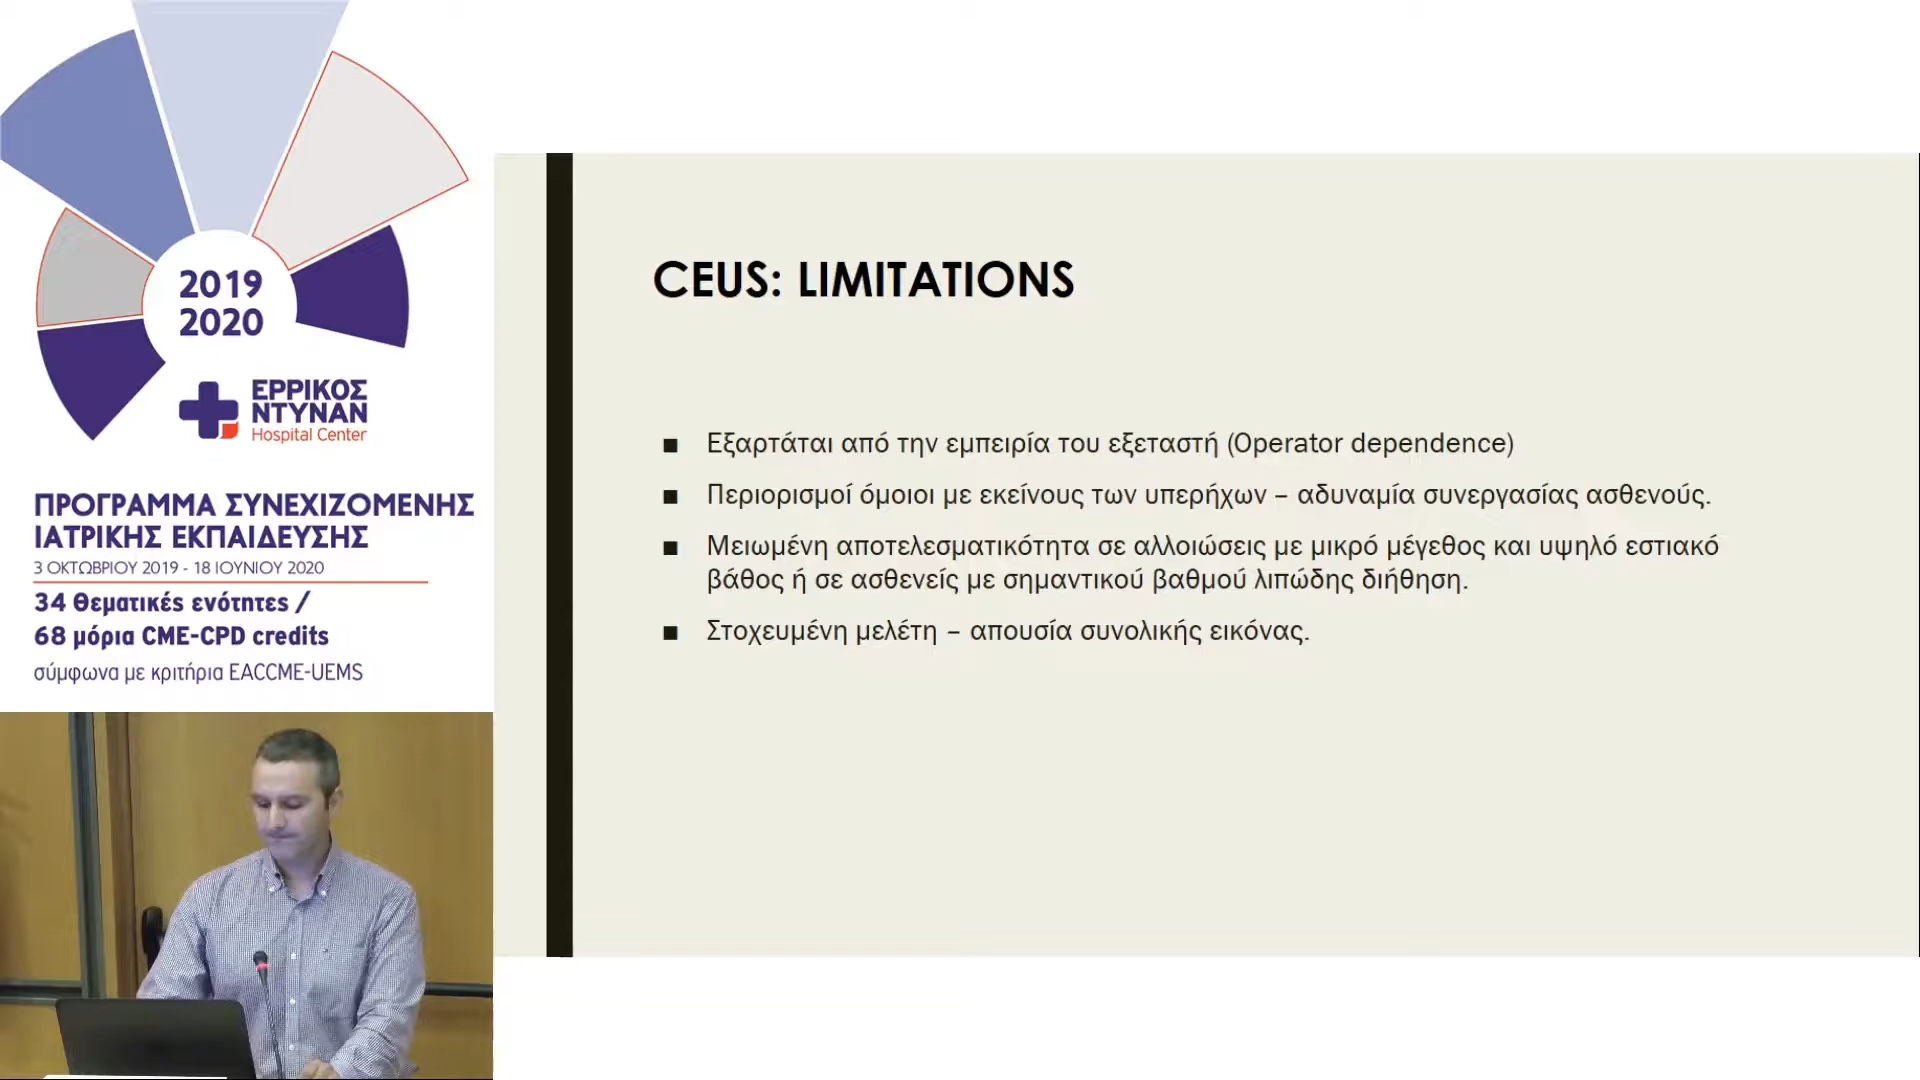 2019
2020
ΕΡΡΙΚΟΣ
ΝΤΥΝΑΝ
Hospital Center
ΠΡΟΓΡΑΜΜΑ ΣΥΝΕΧΙΖΟΜΕΝΗΣ
ΙΑΤΡΙΚΗΣ ΕΚΠΑΙΔΕΥΣΗΣ
3 ΟΚΤΩΒΡΙΟΥ 2019 - 18 ΙΟΥΝΙΟΥ 2020
34 θεματικές ενότητες /
68 μόρια CME-CPD credits
σύμφωνα με κριτήρια EACCME-UEMS
CEUS: LIMITATIONS
■ Εξαρτάται από την εμπειρία του εξεταστή (Operator dependence)
■ Περιορισμοί όμοιοι με εκείνους των υπερήχων – αδυναμία συνεργασίας ασθενούς.
■ Μειωμένη αποτελεσματικότητα σε αλλοιώσεις με μικρό μέγεθος και υψηλό εστιακό
βάθος ή σε ασθενείς με σημαντικού βαθμού λιπώδης διήθηση.
■ Στοχευμένη μελέτη – απουσία συνολικής εικόνας.